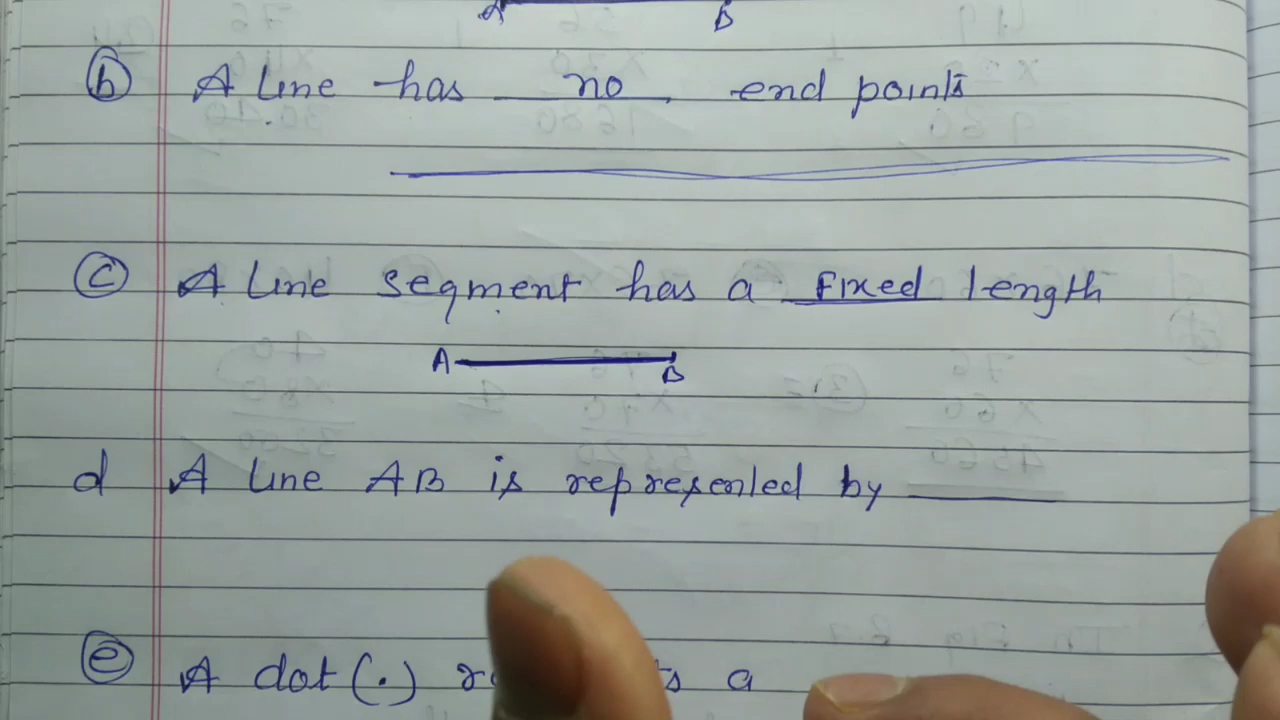 A B
(b) A line has no end points
(c) A line segment has a fixed length
A B
d A line AB is represented by
(e) A dot (.) a